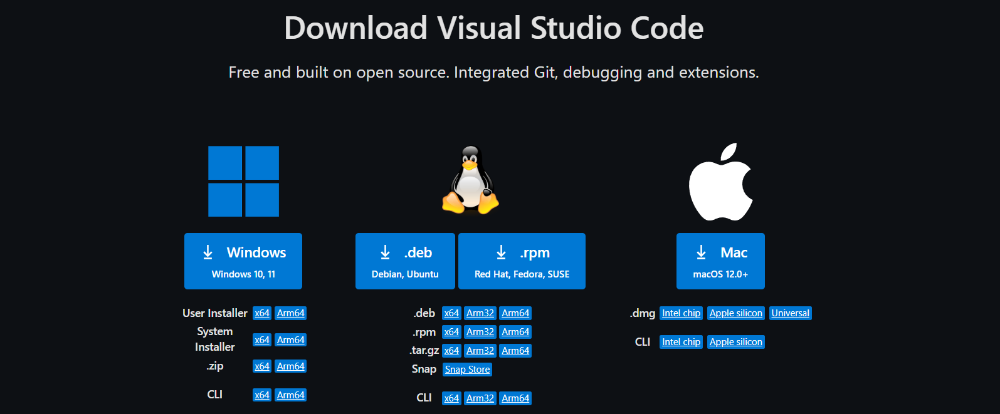 Download Visual Studio Code
Free and built on open source. Integrated Git, debugging and extensions.
Windows
Windows 10, 11
User Installer x64 Arm64
System
Installer x64 Arm64
.zip x64 Arm64
CLI x64 Arm64
.deb
Debian, Ubuntu
.rpm
Red Hat, Fedora, SUSE
.deb x64 Arm32 Arm64
.rpm x64 Arm32 Arm64
.tar.gz x64 Arm32 Arm64
Snap Snap Store
CLI x64 Arm32 Arm64
Mac
macOS 12.0+
.dmg Intel chip Apple silicon Universal
CLI Intel chip Apple silicon